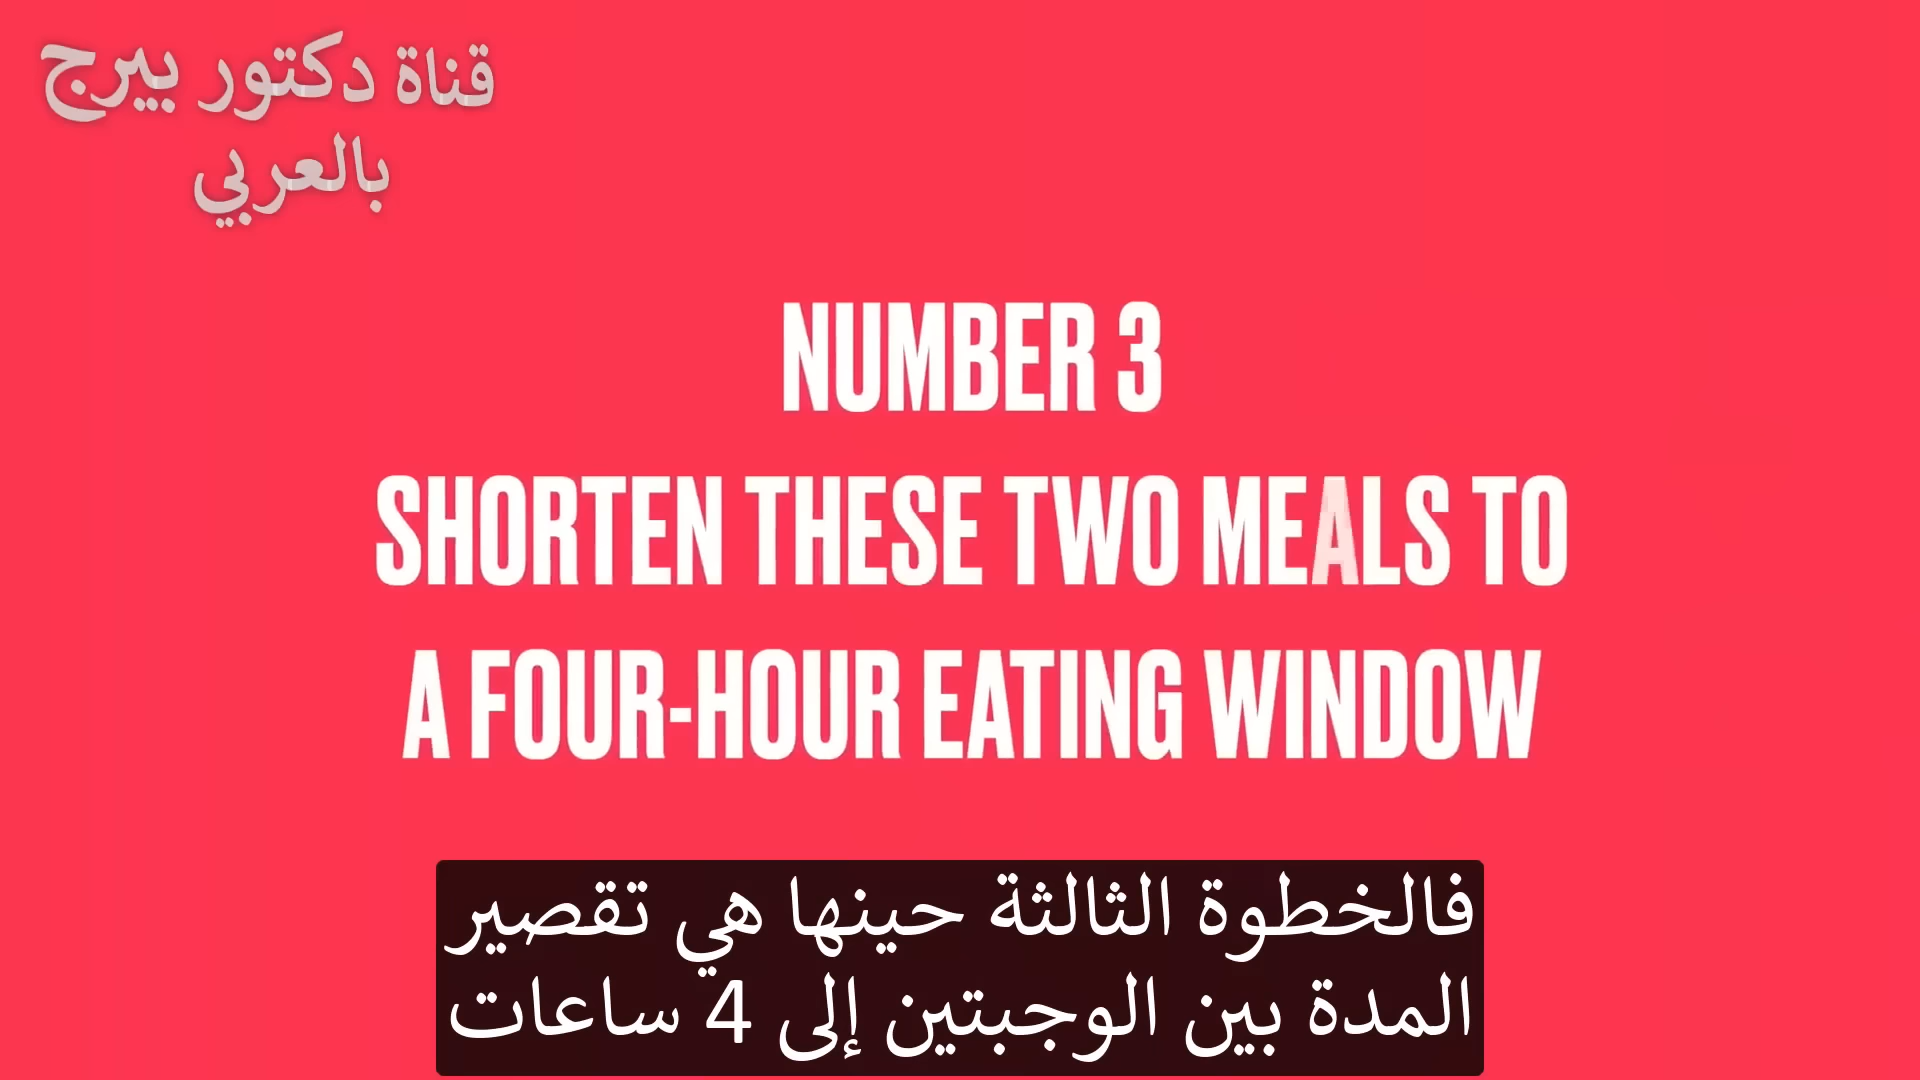 قناة دكتور بيرج
بالعربي
NUMBER 3
SHORTEN THESE TWO MEALS TO
A FOUR-HOUR EATING WINDOW
فالخطوة الثالثة حينها هي تقصير
المدة بين الوجبتين إلى 4 ساعات